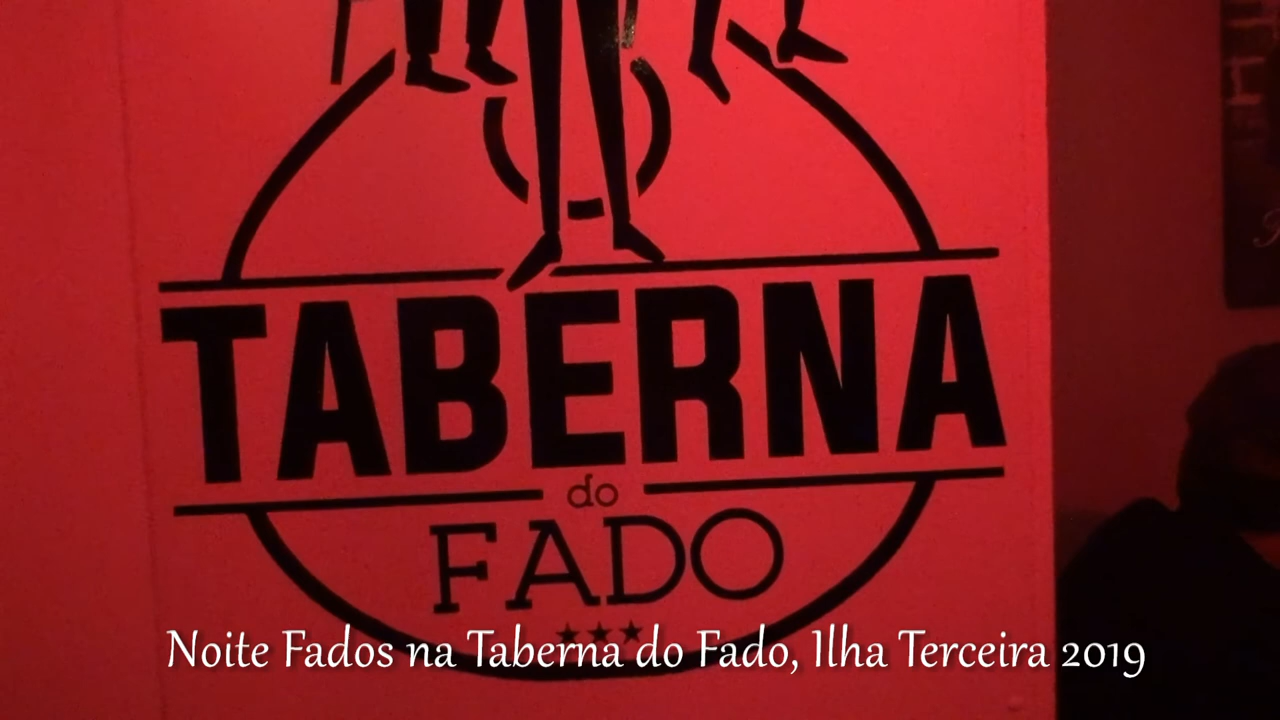 TABERNA
do
FADO
Noite Fados na Taberna do Fado, Ilha Terceira 2019